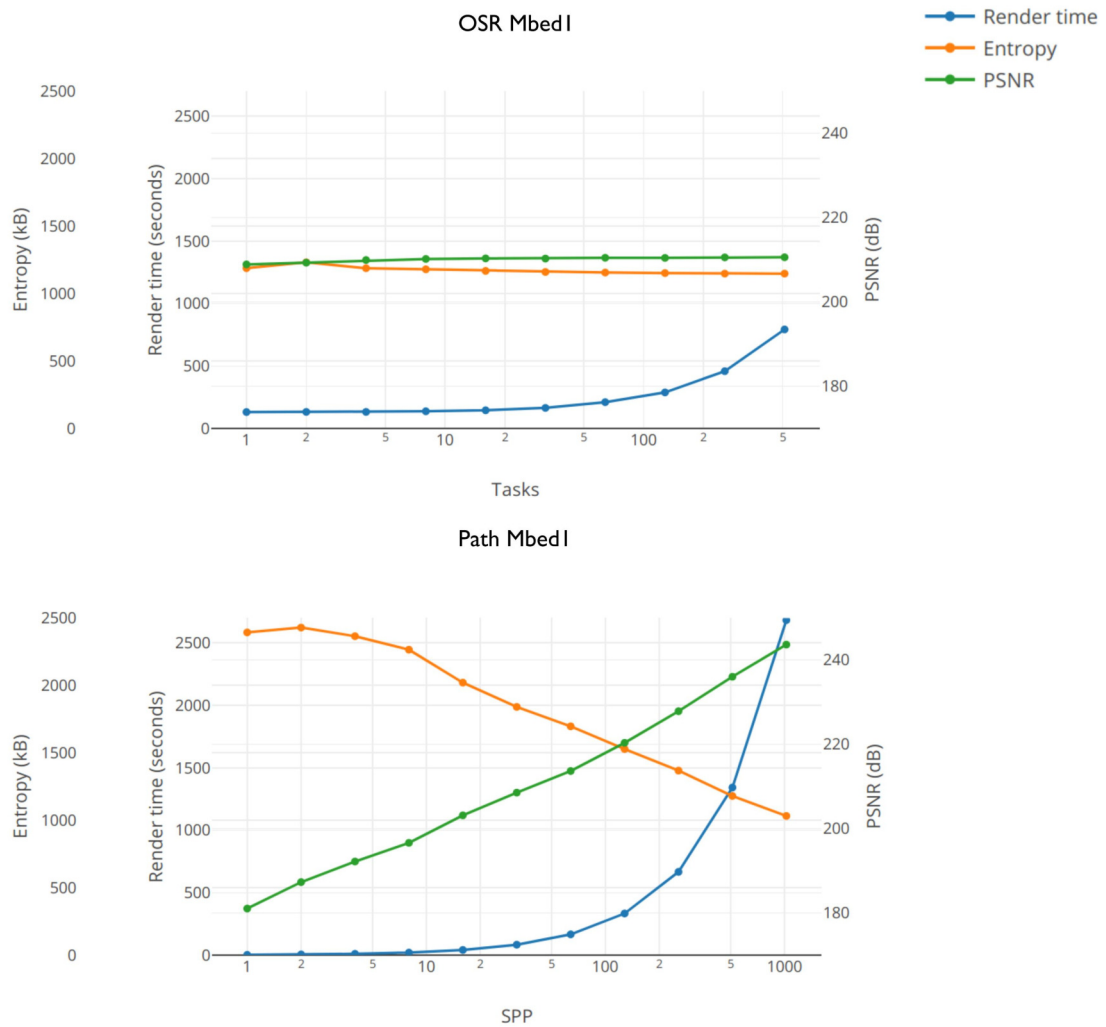 OSR Mbed1
Render time
Entropy
PSNR
Entropy (kB)
2500
2000
1500
1000
500
0
Render time (seconds)
2500
2000
1500
1000
500
0
PSNR (dB)
240
220
200
180
1 2 5 10 2 5 100 2 5
Tasks
Path Mbed1
Entropy (kB)
2500
2000
1500
1000
500
0
Render time (seconds)
2500
2000
1500
1000
500
0
PSNR (dB)
240
220
200
180
1 2 5 10 2 5 100 2 5 1000
SPP